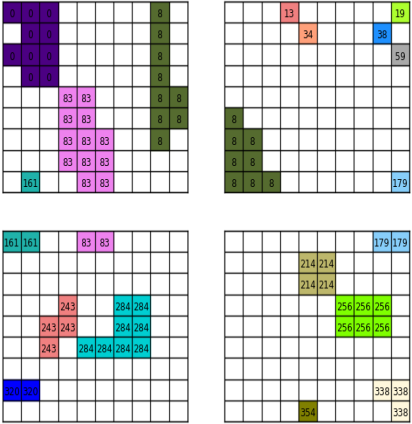 0 0 0 8
0 0 8
0 0 0 8
0 0 8
83 83 8 8
83 83 8 8
83 83 83 8
83 83 83
161 83 83
13 19
34 38
59
8
8 8
8 8
8 8 8 179
161 161 83 83
243 284 284
243 243 284 284
243 284 284 284 284
179 179
214 214
214 214
256 256 256
256 256 256
338 338
354 338